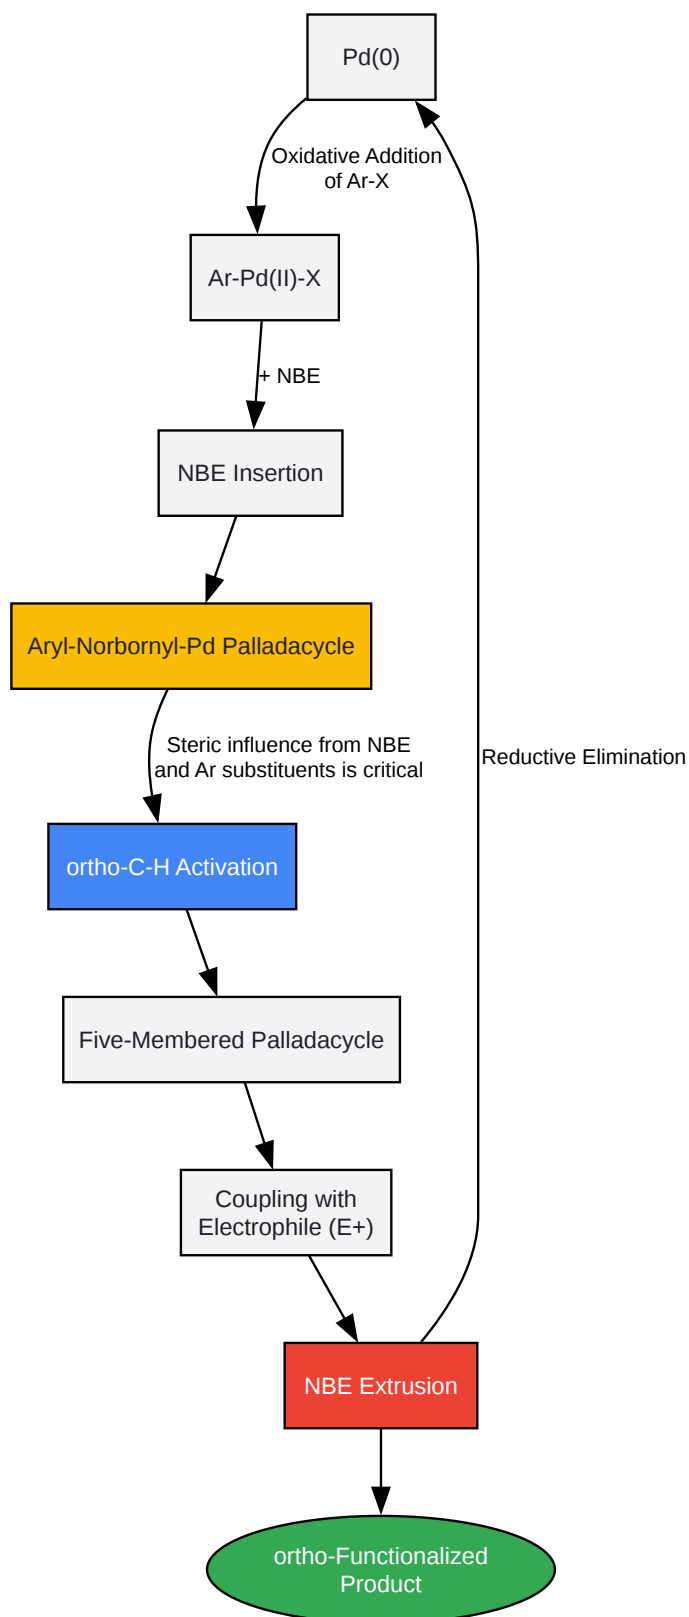 Pd(0)
Oxidative Addition
of Ar-X
Ar-Pd(II)-X
+ NBE
NBE Insertion
Aryl-Norbornyl-Pd Palladacycle
Steric influence from NBE
and Ar substituents is critical
Reductive Elimination
ortho-C-H Activation
Five-Membered Palladacycle
Coupling with
Electrophile (E+)
NBE Extrusion
ortho-Functionalized
Product